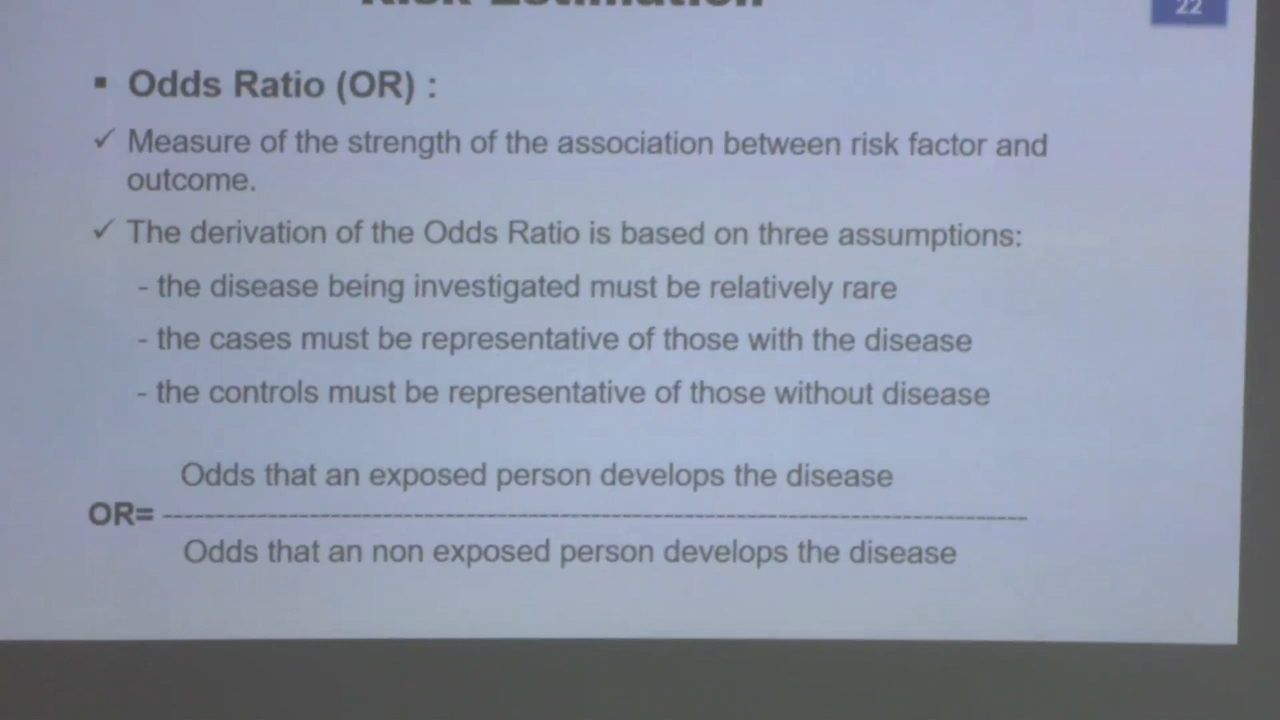 Risk Estimation
22
▪ Odds Ratio (OR) :
✓ Measure of the strength of the association between risk factor and
outcome.
✓ The derivation of the Odds Ratio is based on three assumptions:
- the disease being investigated must be relatively rare
- the cases must be representative of those with the disease
- the controls must be representative of those without disease
Odds that an exposed person develops the disease
OR= ----------------------------------------------------------------
Odds that an non exposed person develops the disease